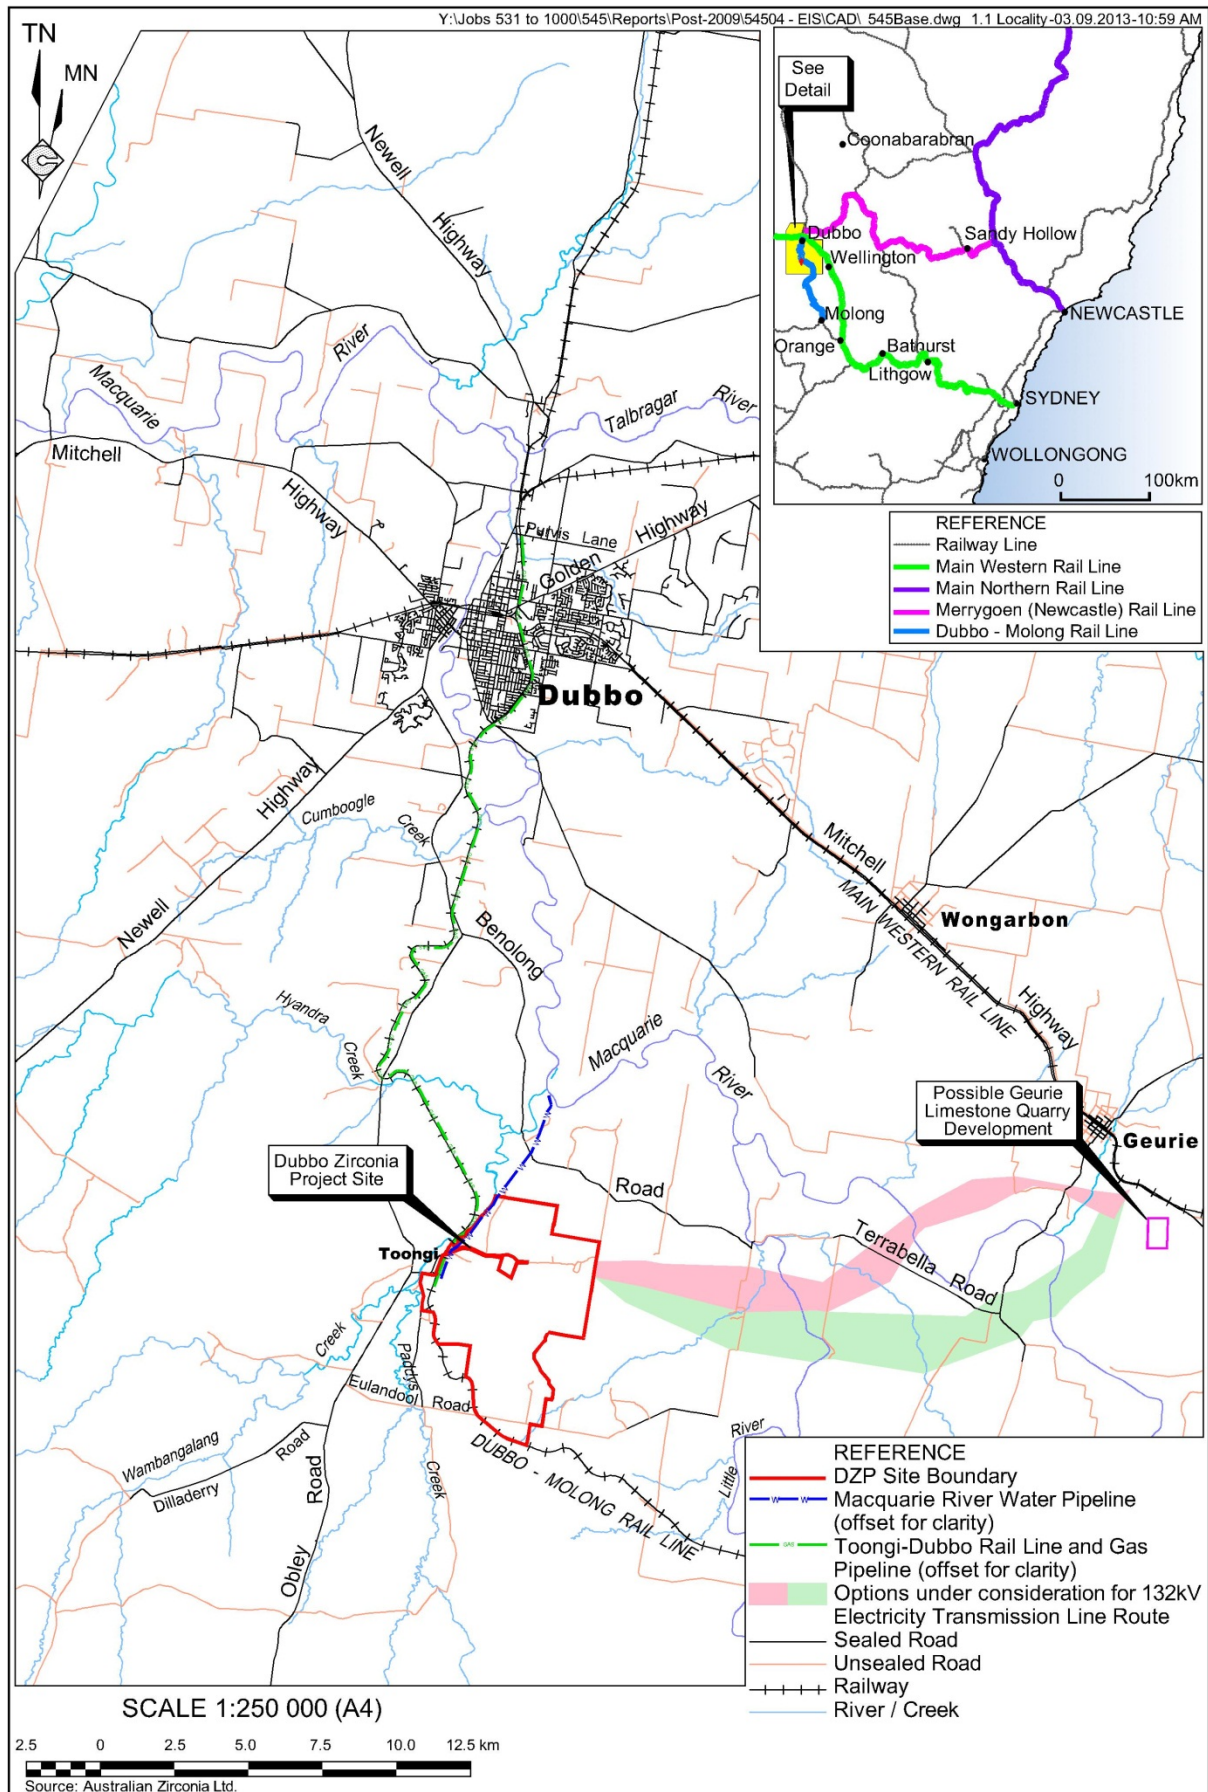 Y:\Jobs 531 to 1000\545\Reports\Post-2009\54504 - EIS\CAD\_545Base.dwg 1.1 Locality-03.09.2013-10:59 AM
TN
MN
See
Detail
Coonabarabran
Dubbo
Sandy Hollow
Wellington
Molong
NEWCASTLE
Orange
Bathurst
Lithgow
SYDNEY
WOLLONGONG
0 100km
REFERENCE
Railway Line
Main Western Rail Line
Main Northern Rail Line
Merrygoen (Newcastle) Rail Line
Dubbo - Molong Rail Line
Newell
Highway
Macquarie
River
Talbragar
River
Mitchell
Highway
Purvis Lane
Golden
Highway
Dubbo
Newell
Highway
Cumboogle
Creek
Benolong
Mitchell
MAIN WESTERN RAIL LINE
Wongarbon
Highway
Hyandra
Creek
Macquarie
River
Possible Geurie
Limestone Quarry
Development
Geurie
Dubbo Zirconia
Project Site
Road
Toongi
Terrabella Road
Creek
Paddys
Eulandool Road
Wambangalang
Road
Dilladerry
Creek
Obley
Road
DUBBO - MOLONG RAIL LINE
Little
River
REFERENCE
DZP Site Boundary
W W
Macquarie River Water Pipeline
(offset for clarity)
GAS
Toongi-Dubbo Rail Line and Gas
Pipeline (offset for clarity)
Options under consideration for 132kV
Electricity Transmission Line Route
Sealed Road
Unsealed Road
Railway
River / Creek
SCALE 1:250 000 (A4)
2.5 0 2.5 5.0 7.5 10.0 12.5 km
Source: Australian Zirconia Ltd.